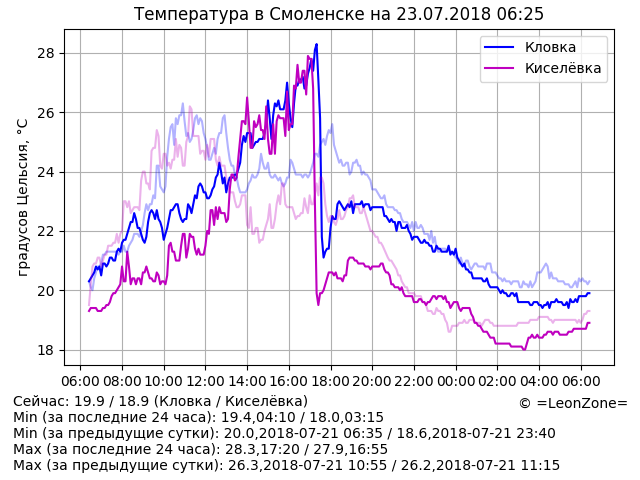 Температура в Смоленске на 23.07.2018 06:25
градусов Цельсия, °C
28
26
24
22
20
18
Кловка
Киселёвка
06:00 08:00 10:00 12:00 14:00 16:00 18:00 20:00 22:00 00:00 02:00 04:00 06:00
Сейчас: 19.9 / 18.9 (Кловка / Киселёвка)
© =LeonZone=
Min (за последние 24 часа): 19.4,04:10 / 18.0,03:15
Min (за предыдущие сутки): 20.0,2018-07-21 06:35 / 18.6,2018-07-21 23:40
Max (за последние 24 часа): 28.3,17:20 / 27.9,16:55
Max (за предыдущие сутки): 26.3,2018-07-21 10:55 / 26.2,2018-07-21 11:15